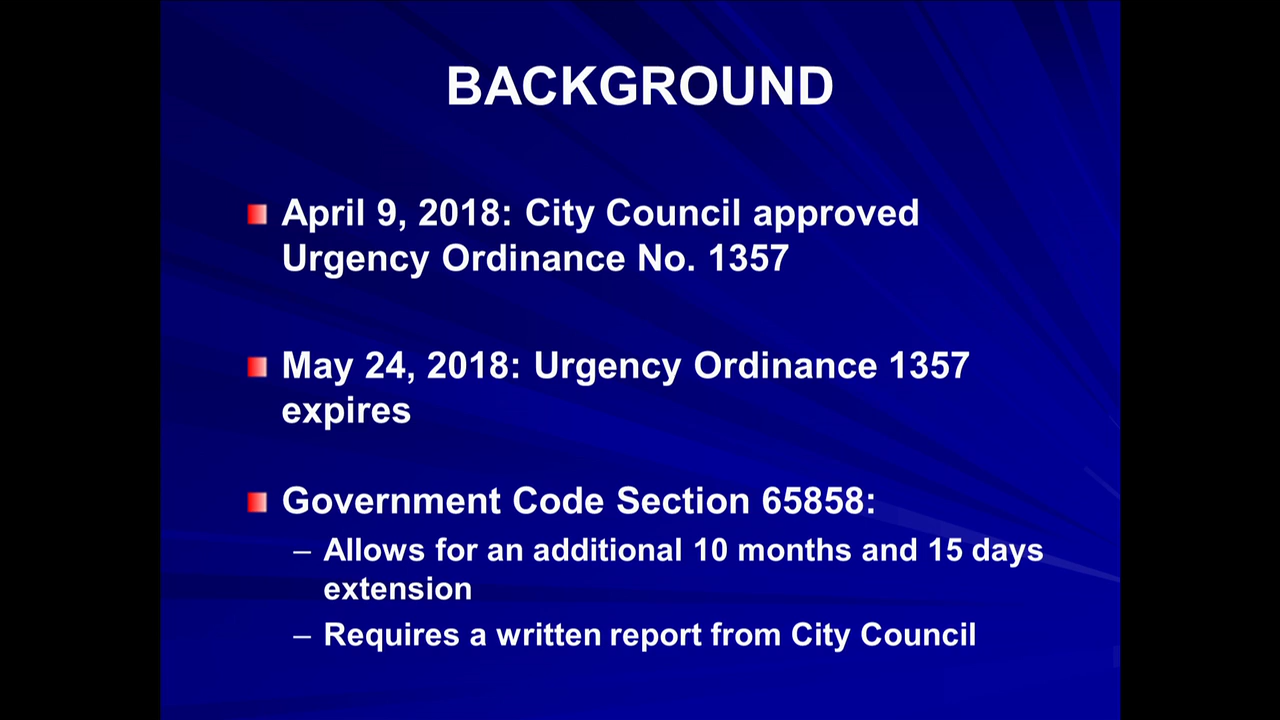 BACKGROUND
April 9, 2018: City Council approved
Urgency Ordinance No. 1357
May 24, 2018: Urgency Ordinance 1357
expires
Government Code Section 65858:
– Allows for an additional 10 months and 15 days
extension
– Requires a written report from City Council